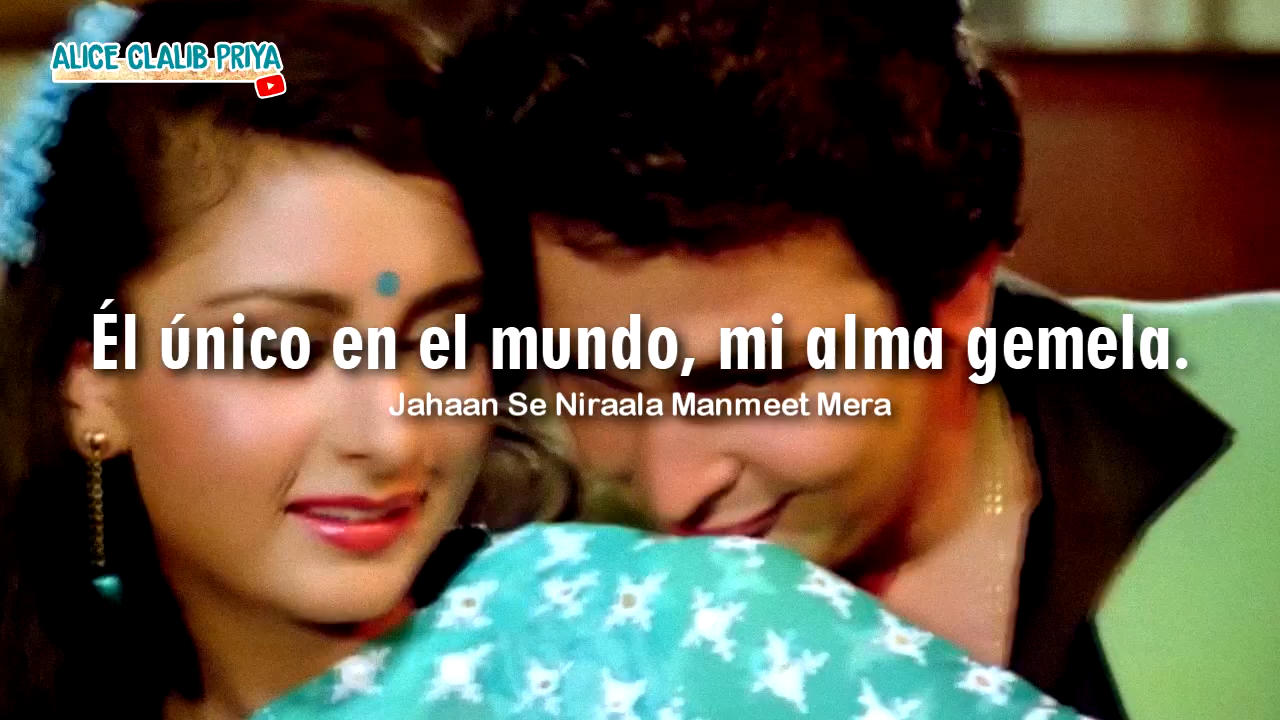 ALICE CLALIB PRIYA
Él único en el mundo, mi alma gemela.
Jahaan Se Niraala Manmeet Mera